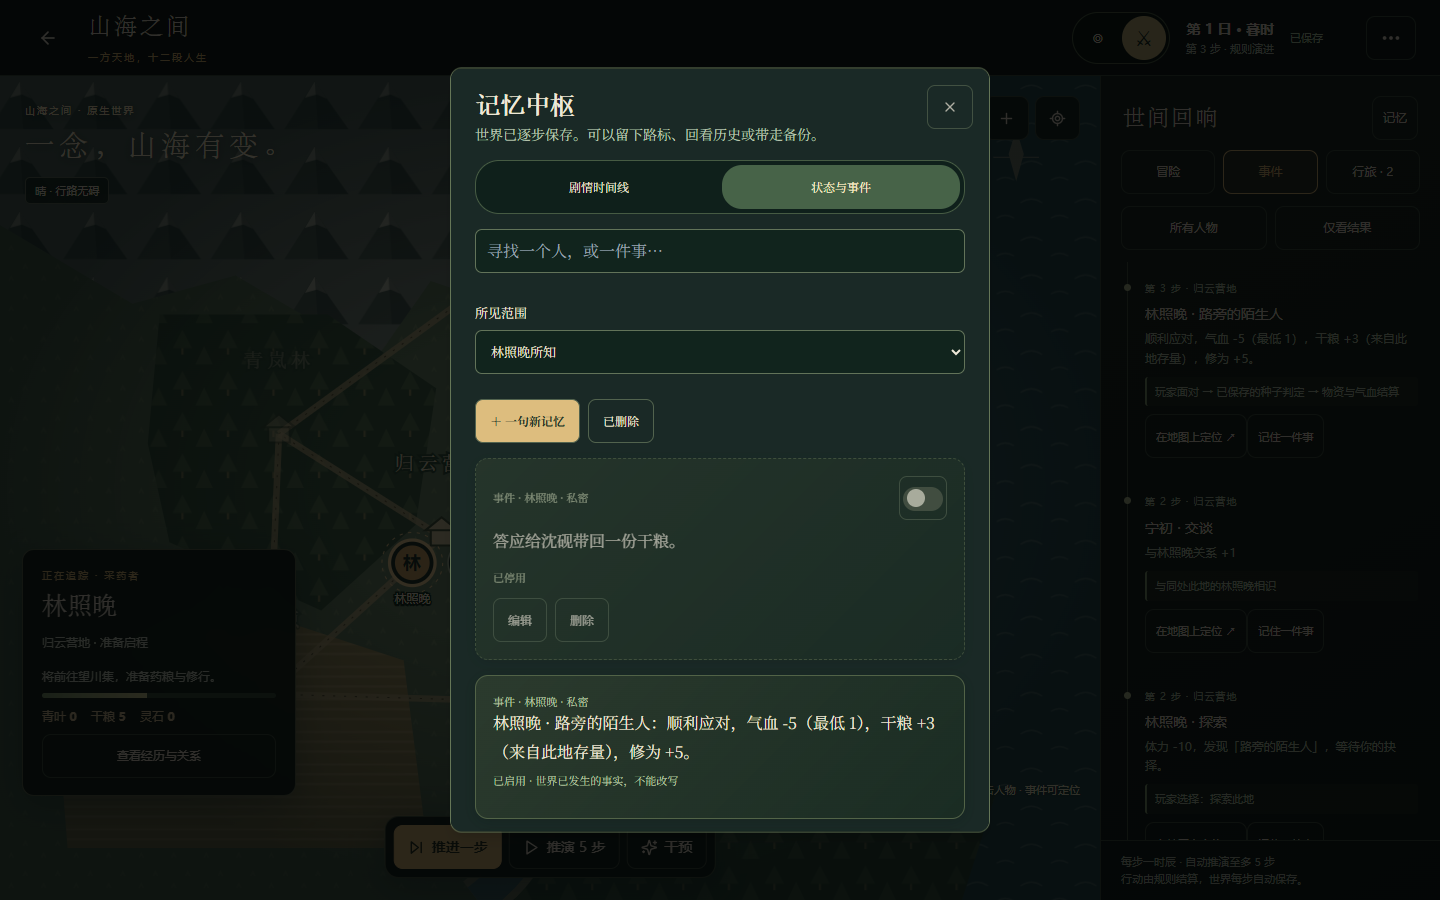 山海之间
一方天地，十二段人生
第 1 日 • 暮时
第 3 步 · 规则演进
已保存
山海之间 · 原生世界
一念，山海有变。
晴 · 行路无碍
青岚林
归云营
林
林照晚
正在追踪 · 采药者
林照晚
归云营地 · 准备启程
将前往望川集，准备药粮与修行。
青叶 0 干粮 5 灵石 0
查看经历与关系
记忆中枢
世界已逐步保存。可以留下路标、回看历史或带走备份。
剧情时间线
状态与事件
寻找一个人，或一件事…
所见范围
林照晚所知
＋ 一句新记忆
已删除
事件 · 林照晚 · 私密
答应给沈砚带回一份干粮。
已停用
编辑
删除
事件 · 林照晚 · 私密
林照晚 · 路旁的陌生人：顺利应对，气血 -5（最低 1），干粮 +3
（来自此地存量），修为 +5。
已启用 · 世界已发生的事实，不能改写
推进一步
推演 5 步
干预
人物 · 事件可定位
世间回响
记忆
冒险
事件
行旅 · 2
所有人物
仅看结果
第 3 步 · 归云营地
林照晚 · 路旁的陌生人
顺利应对，气血 -5（最低 1），干粮 +3（来自此
地存量），修为 +5。
玩家面对 → 已保存的种子判定 → 物资与气血结算
在地图上定位 ↗
记住一件事
第 2 步 · 归云营地
宁初 · 交谈
与林照晚关系 +1
与同处此地的林照晚相识
在地图上定位 ↗
记住一件事
第 2 步 · 归云营地
林照晚 · 探索
体力 -10，发现「路旁的陌生人」，等待你的抉
择。
玩家选择：探索此地
每步一时辰 · 自动推演至多 5 步
行动由规则结算，世界每步自动保存。